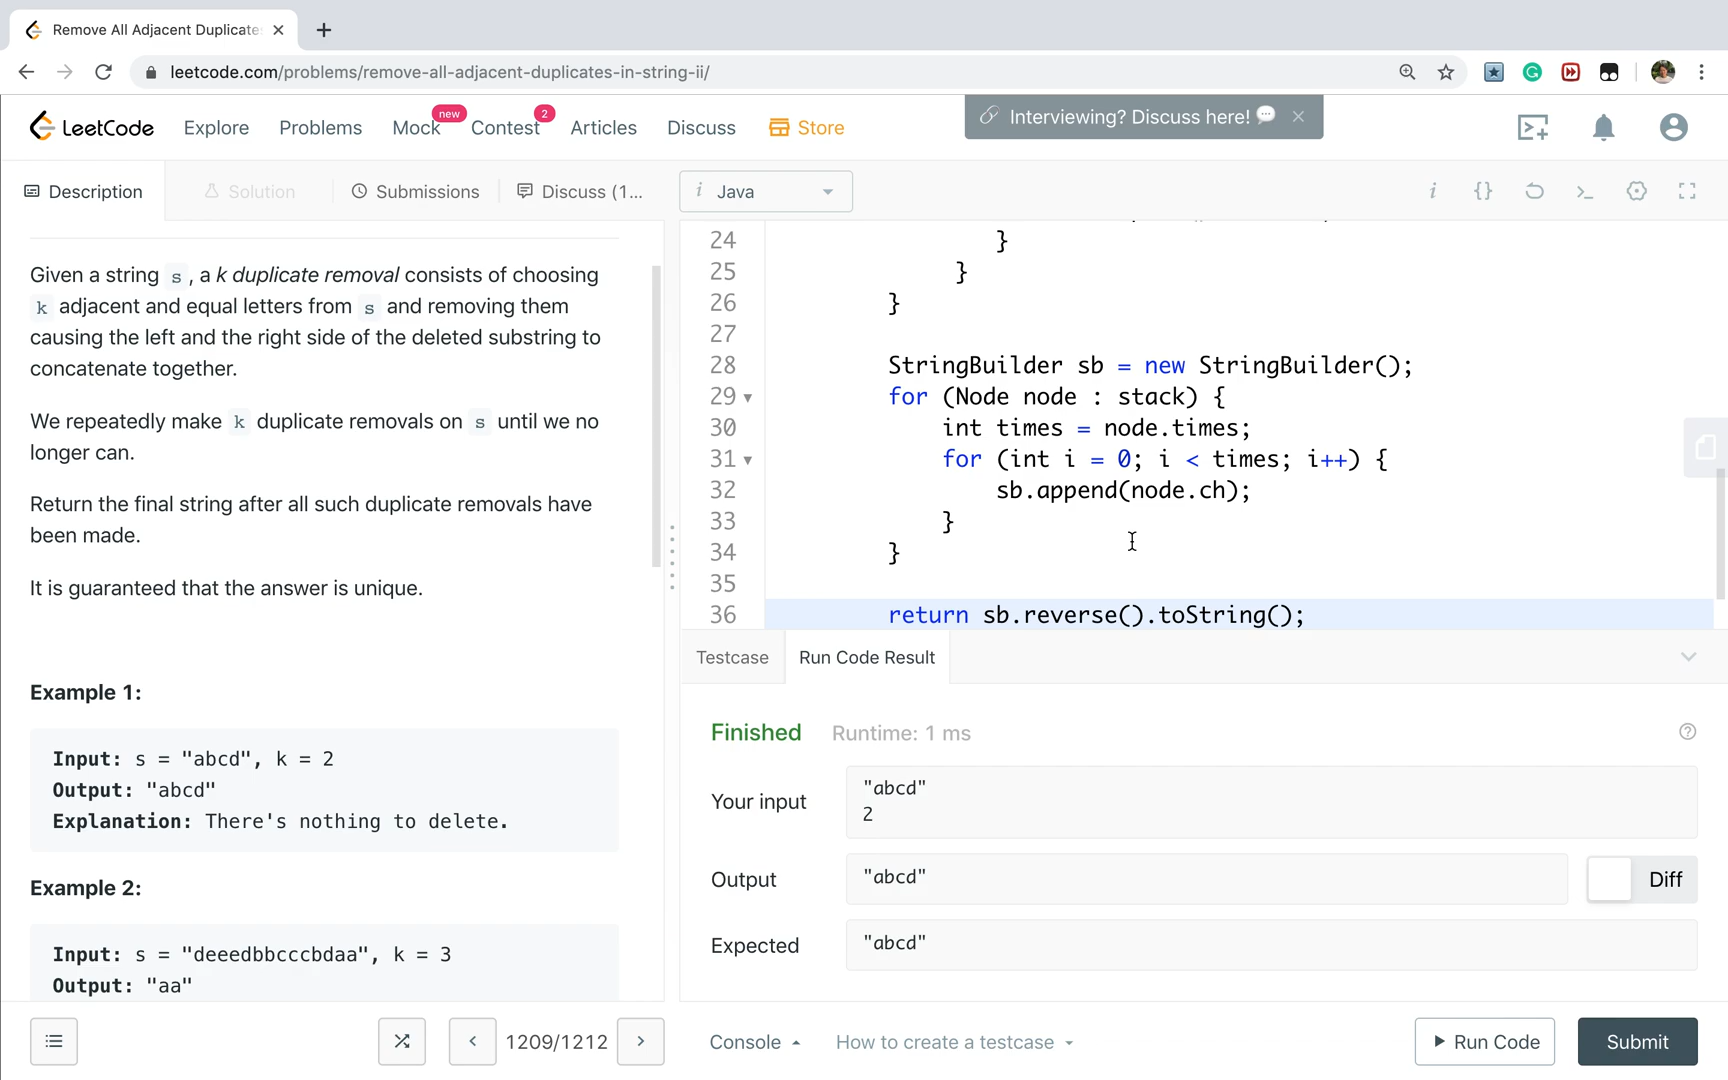 Remove All Adjacent Duplicate
leetcode.com/problems/remove-all-adjacent-duplicates-in-string-ii/
LeetCode
Explore
Problems
Mock
new
Contest
2
Articles
Discuss
Store
Interviewing? Discuss here!
Description
Solution
Submissions
Discuss (1...
i Java
Given a string s , a k duplicate removal consists of choosing
k adjacent and equal letters from s and removing them
causing the left and the right side of the deleted substring to
concatenate together.
We repeatedly make k duplicate removals on s until we no
longer can.
Return the final string after all such duplicate removals have
been made.
It is guaranteed that the answer is unique.
Example 1:
Input: s = "abcd", k = 2
Output: "abcd"
Explanation: There's nothing to delete.
Example 2:
Input: s = "deeedbbcccbdaa", k = 3
Output: "aa"
24 }
25 }
26 }
27
28 StringBuilder sb = new StringBuilder();
29 for (Node node : stack) {
30 int times = node.times;
31 for (int i = 0; i < times; i++) {
32 sb.append(node.ch);
33 }
34 }
35
36 return sb.reverse().toString();
Testcase
Run Code Result
Finished
Runtime: 1 ms
Your input
"abcd"
2
Output
"abcd"
Diff
Expected
"abcd"
1209/1212
Console
How to create a testcase
Run Code
Submit